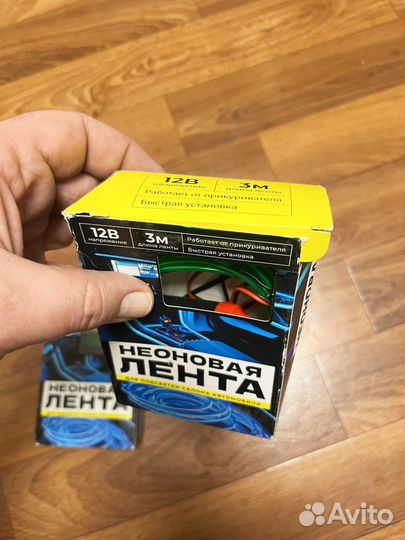 12В
напряжение
3М
длина ленты
Работает от прикуривателя
Быстрая установка
12В
напряжение
3М
длина ленты
Работает от прикуривателя
Быстрая установка
НЕОНОВАЯ
ЛЕНТА
для подсветки салона автомобиля
НЕОНОВАЯ
ЛЕНТА
Avito